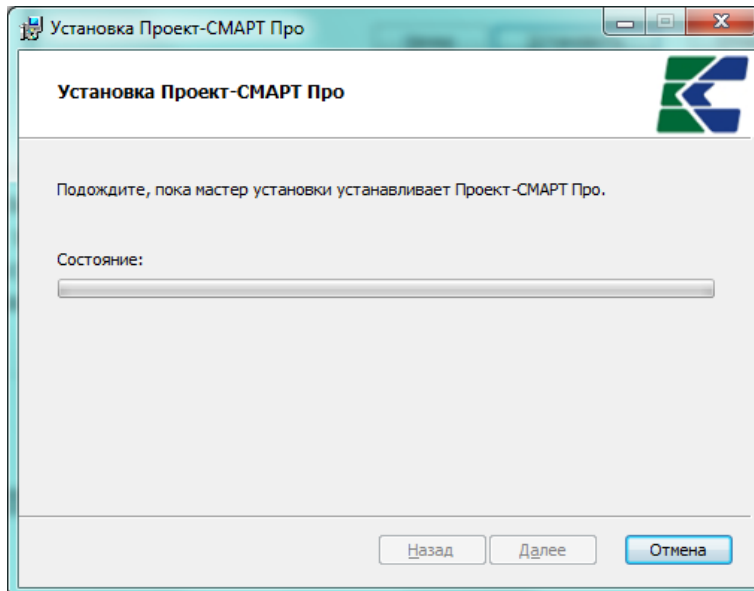 Установка Проект-СМАРТ Про
Установка Проект-СМАРТ Про
Подождите, пока мастер установки устанавливает Проект-СМАРТ Про.
Состояние:
Назад
Далее
Отмена